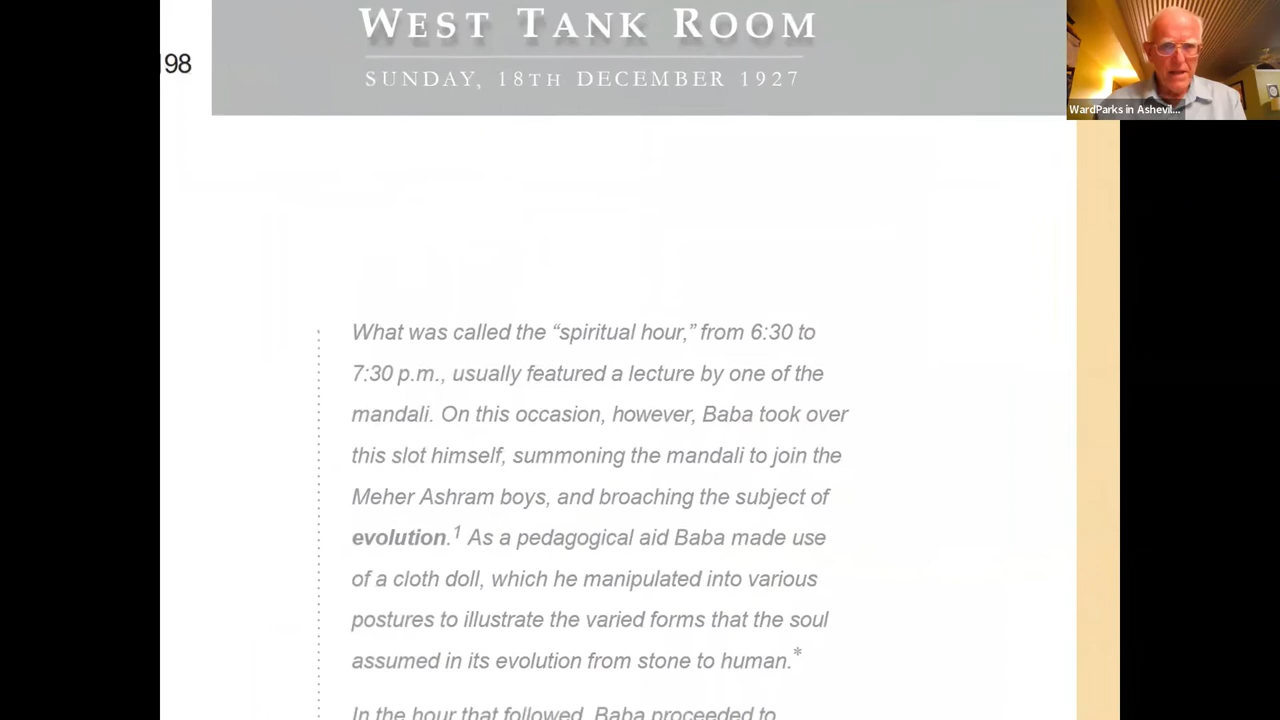 WEST TANK ROOM
SUNDAY, 18TH DECEMBER 1927
98
WardParks in Ashevil...
What was called the “spiritual hour,” from 6:30 to
7:30 p.m., usually featured a lecture by one of the
mandali. On this occasion, however, Baba took over
this slot himself, summoning the mandali to join the
Meher Ashram boys, and broaching the subject of
evolution.1 As a pedagogical aid Baba made use
of a cloth doll, which he manipulated into various
postures to illustrate the varied forms that the soul
assumed in its evolution from stone to human.*
In the hour that followed, Baba proceeded to